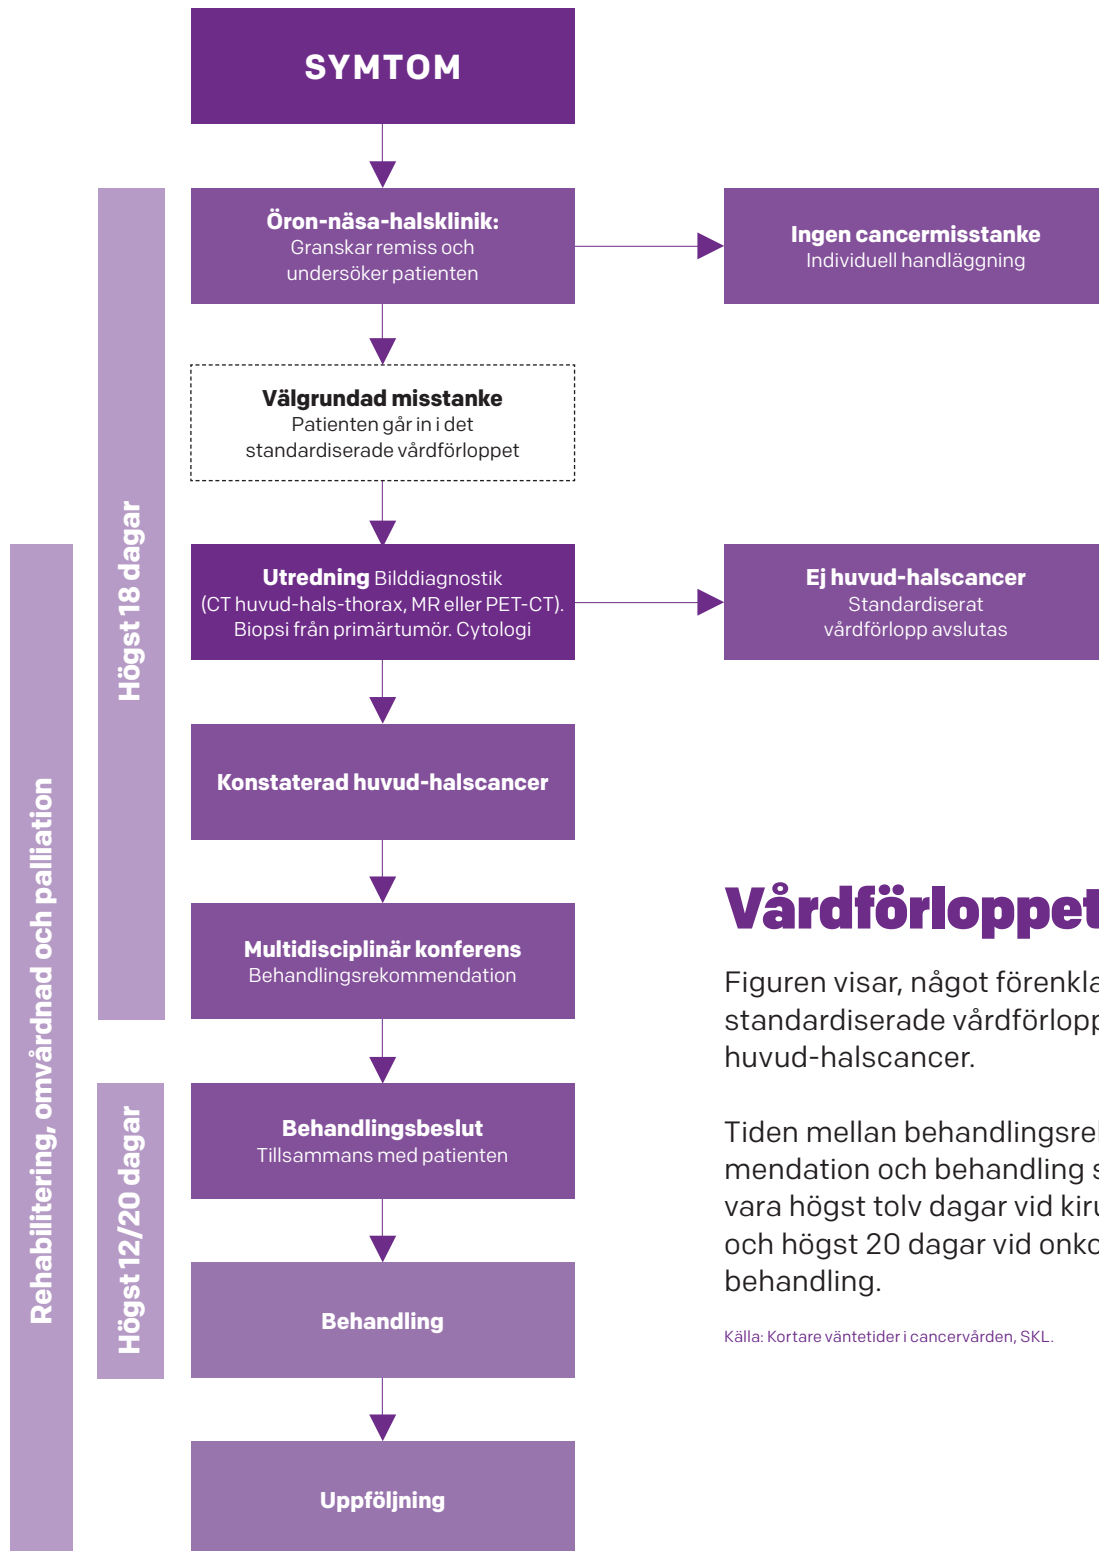 SYMTOM
Öron-näsa-halsklinik:
Granskar remiss och
undersöker patienten
Ingen cancermisstanke
Individuell handläggning
Välgrundad misstanke
Patienten går in i det
standardiserade vårdförloppet
Utredning Bilddiagnostik
(CT huvud-hals-thorax, MR eller PET-CT).
Biopsi från primärtumör. Cytologi
Ej huvud-halscancer
Standardiserat
vårdförlopp avslutas
Konstaterad huvud-halscancer
Multidisciplinär konferens
Behandlingsrekommendation
Behandlingsbeslut
Tillsammans med patienten
Behandling
Uppföljning
Högst 18 dagar
Högst 12/20 dagar
Rehabilitering, omvårdnad och palliation
Vårdförloppet
Figuren visar, något förenkla
standardiserade vårdförlopp
huvud-halscancer.
Tiden mellan behandlingsre
mendation och behandling s
vara högst tolv dagar vid kiru
och högst 20 dagar vid onko
behandling.
Källa: Kortare väntetider i cancervården, SKL.